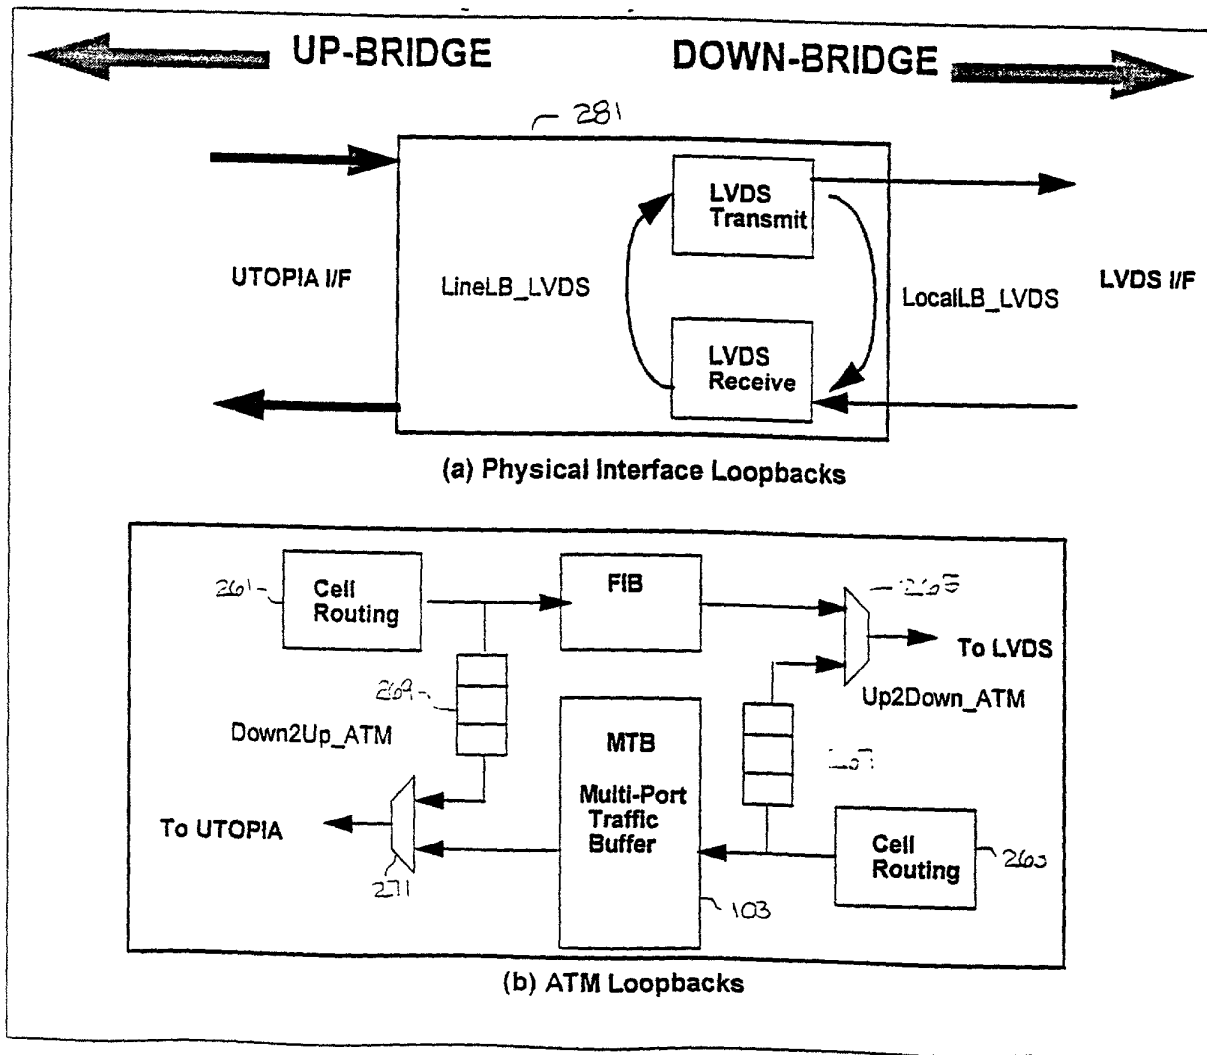 UP-BRIDGE
DOWN-BRIDGE
281
LVDS
Transmit
UTOPIA I/F
LineLB_LVDS
LocalLB_LVDS
LVDS I/F
LVDS
Receive
(a) Physical Interface Loopbacks
261
Cell
Routing
FIB
To LVDS
269
Up2Down_ATM
Down2Up_ATM
MTB
Multi-Port
Traffic
Buffer
To UTOPIA
Cell
Routing
271
103
(b) ATM Loopbacks